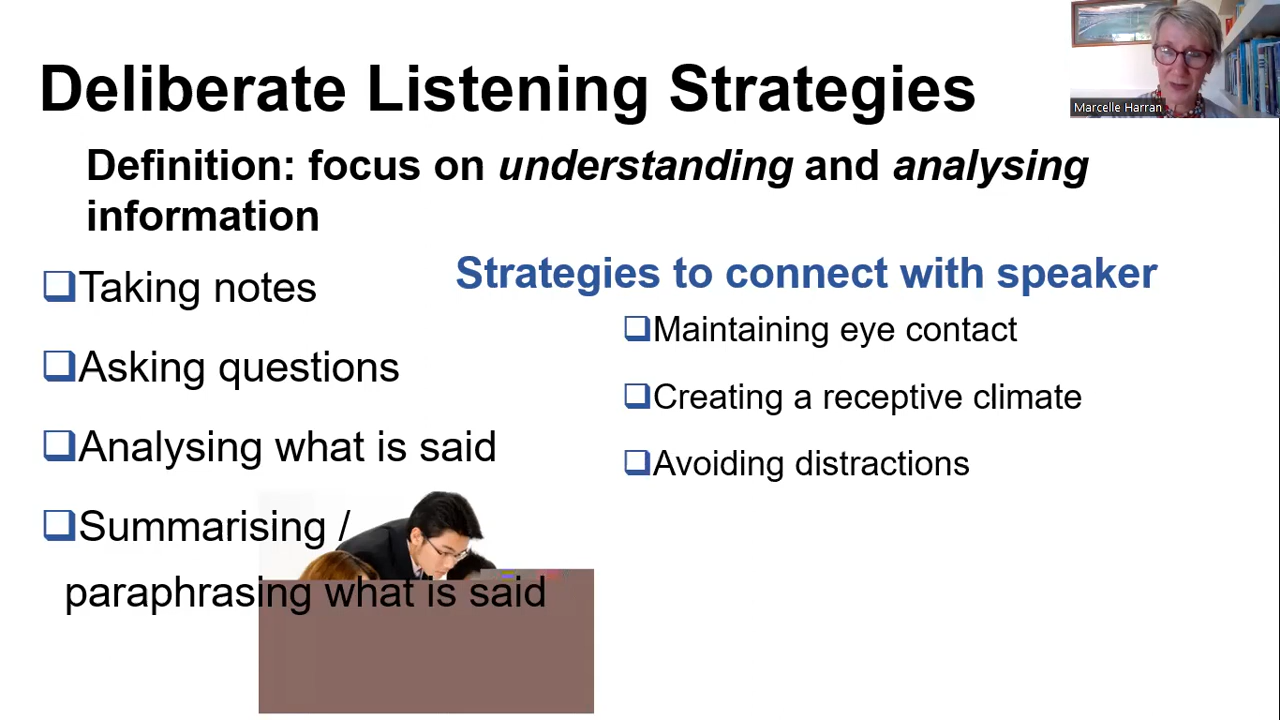 Deliberate Listening Strategies
Marcelle Harran
Definition: focus on understanding and analysing
information
Taking notes
Asking questions
Analysing what is said
Summarising /
paraphrasing what is said
Strategies to connect with speaker
Maintaining eye contact
Creating a receptive climate
Avoiding distractions